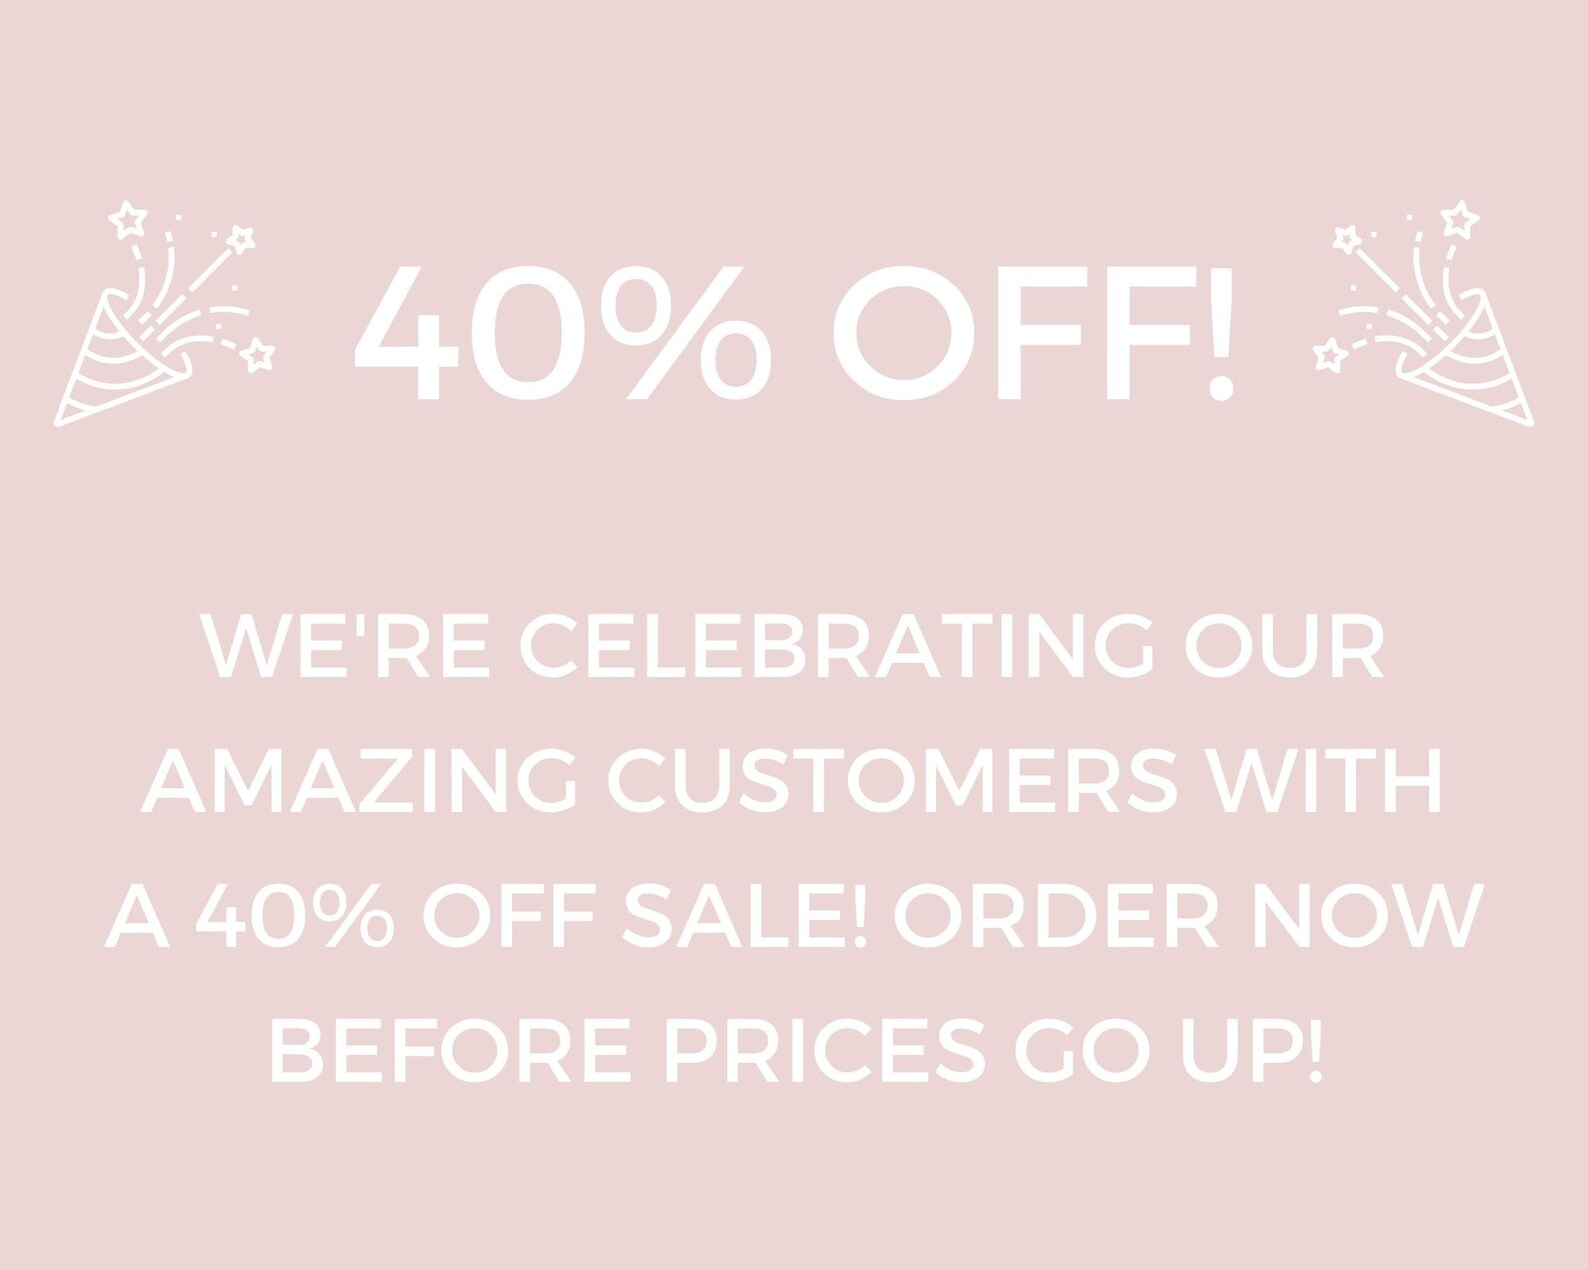 40% OFF!
WE'RE CELEBRATING OUR
AMAZING CUSTOMERS WITH
A 40% OFF SALE! ORDER NOW
BEFORE PRICES GO UP!